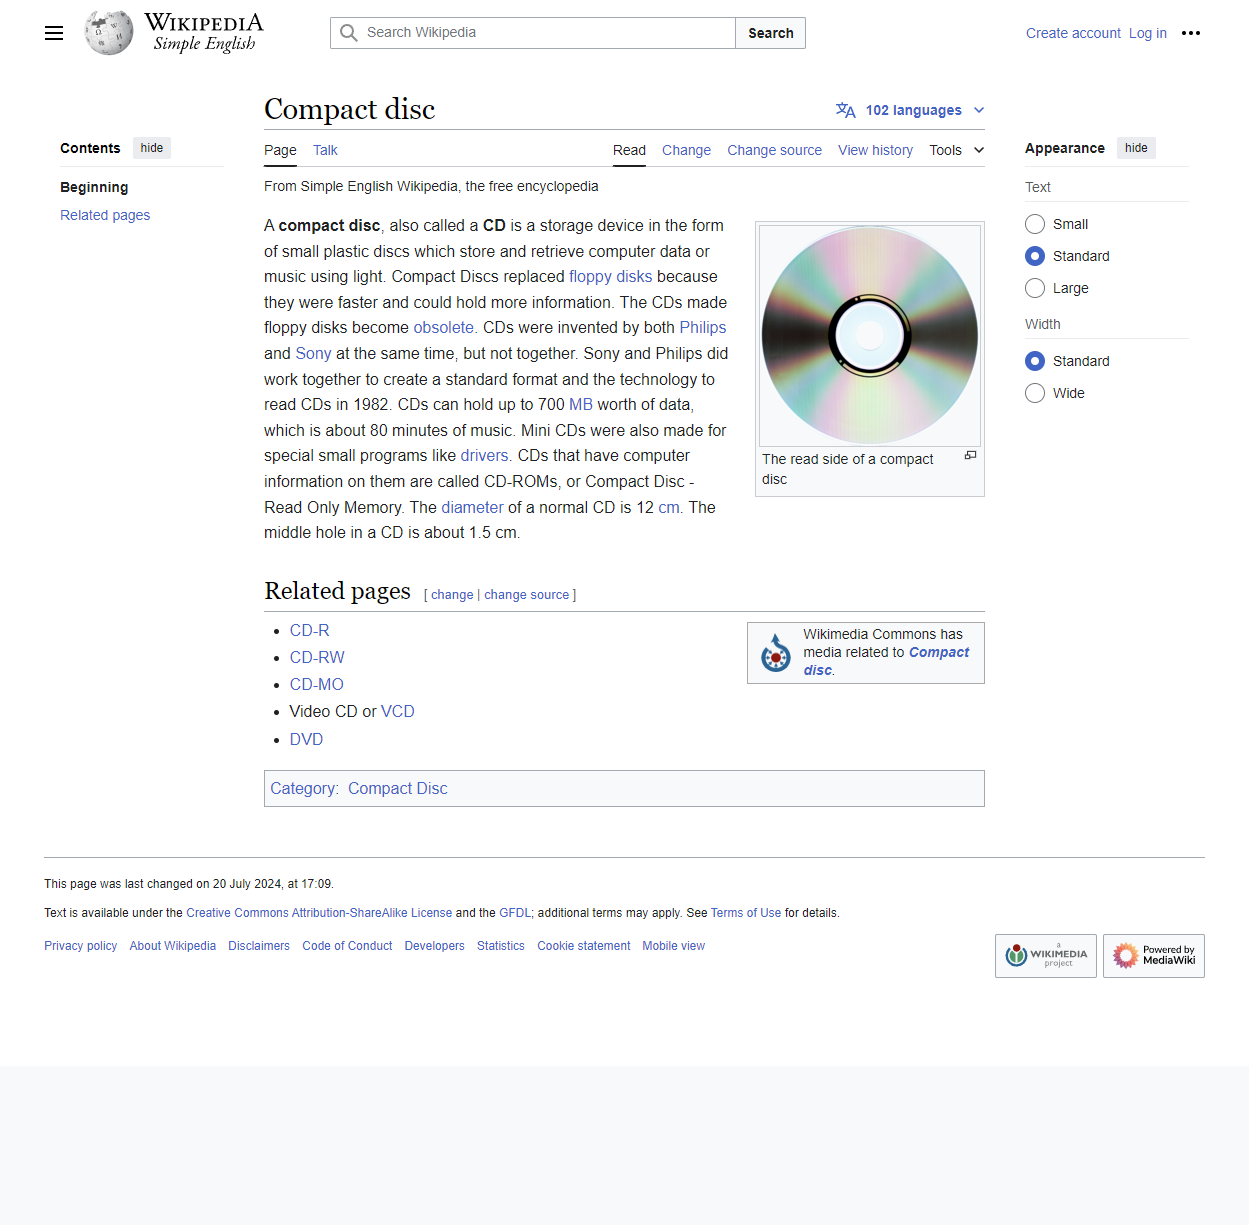 WIKIPEDIA
Simple English
Search Wikipedia
Search
Create account Log in
Compact disc
102 languages
Contents hide
Beginning
Related pages
Page Talk
Read Change Change source View history Tools
From Simple English Wikipedia, the free encyclopedia
A compact disc, also called a CD is a storage device in the form
of small plastic discs which store and retrieve computer data or
music using light. Compact Discs replaced floppy disks because
they were faster and could hold more information. The CDs made
floppy disks become obsolete. CDs were invented by both Philips
and Sony at the same time, but not together. Sony and Philips did
work together to create a standard format and the technology to
read CDs in 1982. CDs can hold up to 700 MB worth of data,
which is about 80 minutes of music. Mini CDs were also made for
special small programs like drivers. CDs that have computer
information on them are called CD-ROMs, or Compact Disc -
Read Only Memory. The diameter of a normal CD is 12 cm. The
middle hole in a CD is about 1.5 cm.
The read side of a compact
disc
Appearance hide
Text
Small
Standard
Large
Width
Standard
Wide
Related pages [ change | change source ]
CD-R
CD-RW
CD-MO
Video CD or VCD
DVD
Wikimedia Commons has
media related to Compact
disc.
Category: Compact Disc
This page was last changed on 20 July 2024, at 17:09.
Text is available under the Creative Commons Attribution-ShareAlike License and the GFDL; additional terms may apply. See Terms of Use for details.
Privacy policy About Wikipedia Disclaimers Code of Conduct Developers Statistics Cookie statement Mobile view
a
WIKIMEDIA
project
Powered by
MediaWiki